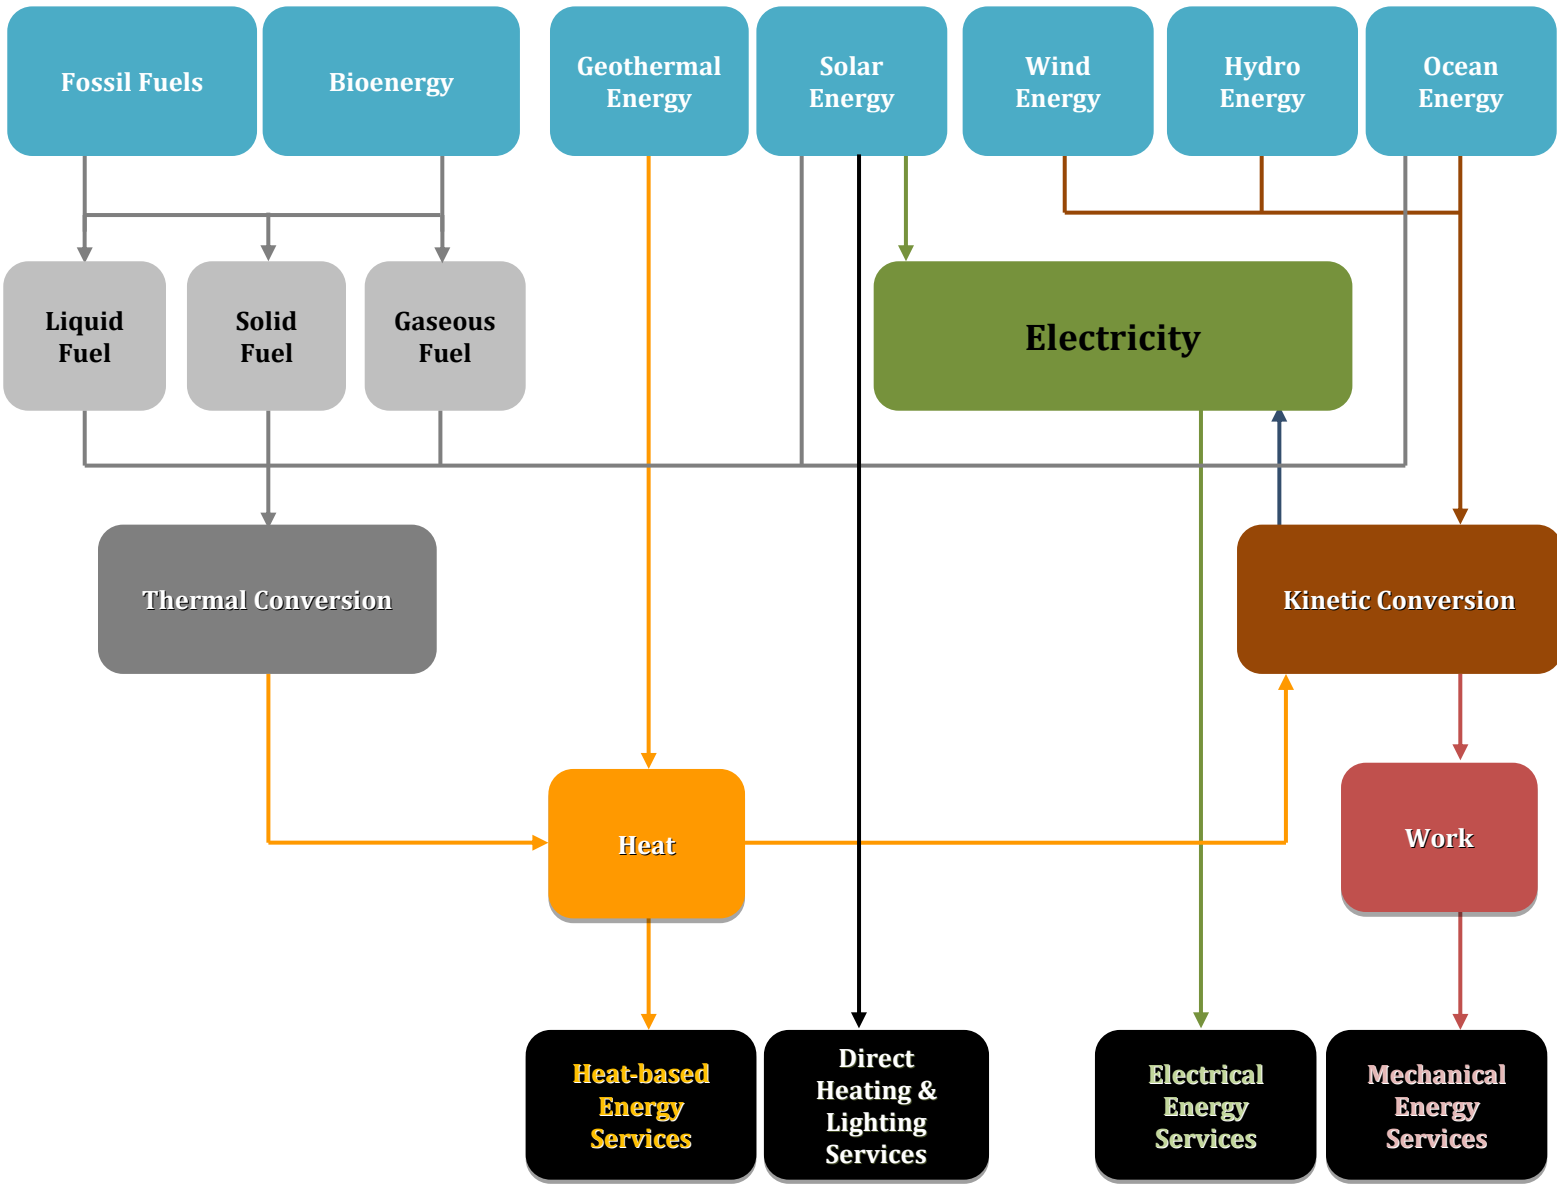 Fossil Fuels
Bioenergy
Geothermal
Energy
Solar
Energy
Wind
Energy
Hydro
Energy
Ocean
Energy
Liquid
Fuel
Solid
Fuel
Gaseous
Fuel
Electricity
Thermal Conversion
Kinetic Conversion
Heat
Work
Heat-based
Energy
Services
Direct
Heating &
Lighting
Services
Electrical
Energy
Services
Mechanical
Energy
Services